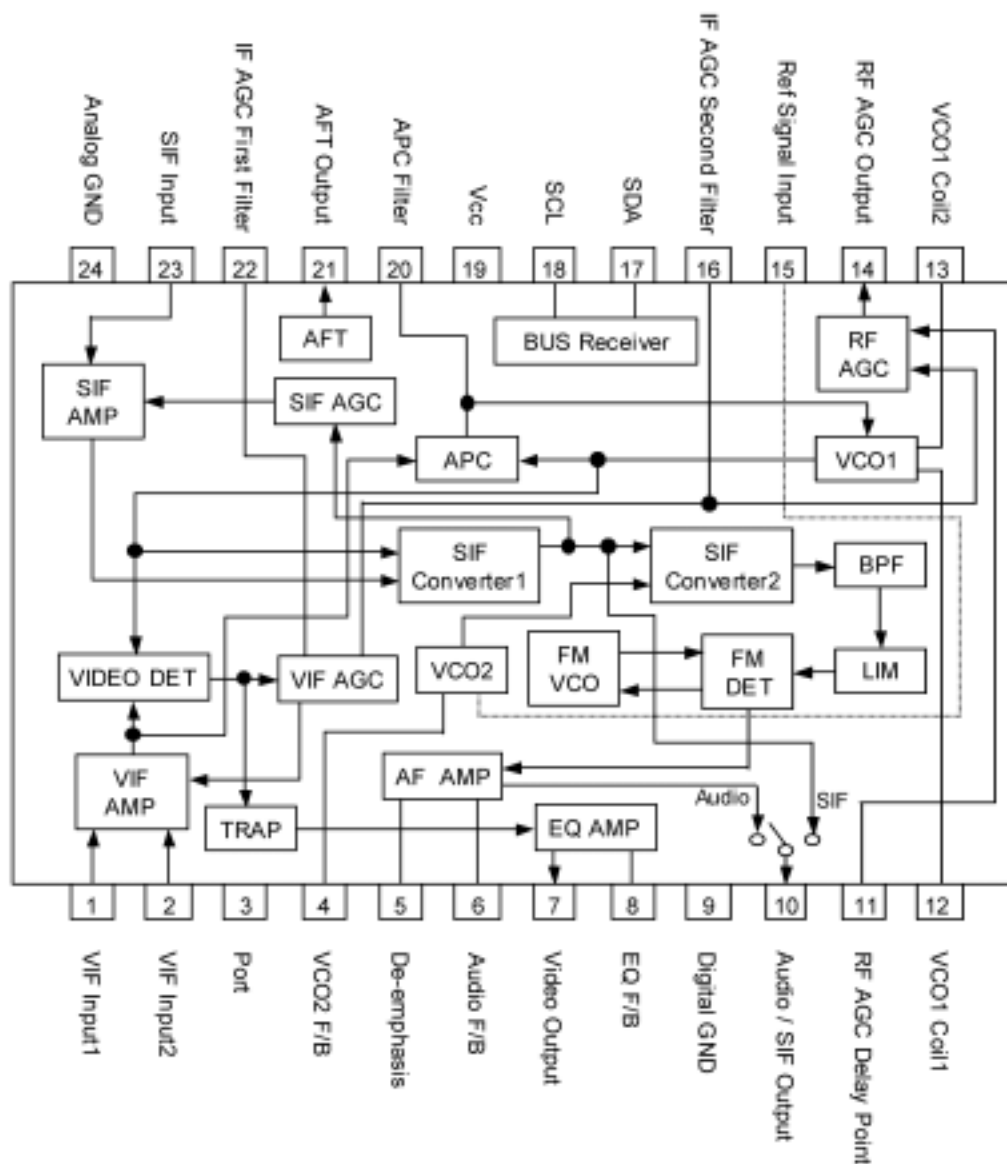 Analog GND
SIF Input
IF AGC First Filter
AFT Output
APC Filter
Vcc
SCL
SDA
IF AGC Second Filter
Ref Signal Input
RF AGC Output
VCO1 Coil2
24
23
22
21
20
19
18
17
16
15
14
13
AFT
BUS Receiver
RF
AGC
SIF
AMP
SIF AGC
APC
VCO1
SIF
Converter1
SIF
Converter2
BPF
VIDEO DET
VIF AGC
VCO2
FM
VCO
FM
DET
LIM
VIF
AMP
AF AMP
Audio
SIF
TRAP
EQ AMP
1
2
3
4
5
6
7
8
9
10
11
12
VIF Input1
VIF Input2
Port
VCO2 F/B
De-emphasis
Audio F/B
Video Output
EQ F/B
Digital GND
Audio / SIF Output
RF AGC Delay Point
VCO1 Coil1